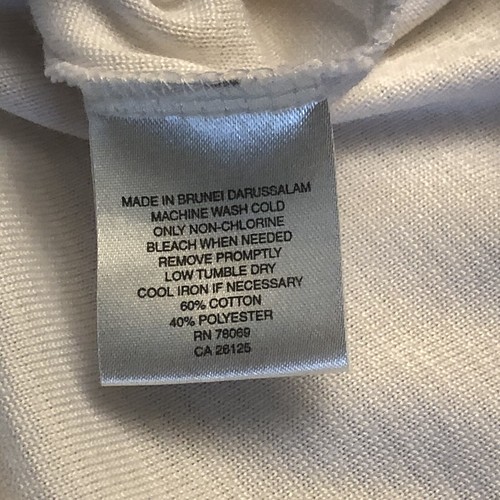 MADE IN BRUNEI DARUSSALAM
MACHINE WASH COLD
ONLY NON-CHLORINE
BLEACH WHEN NEEDED
REMOVE PROMPTLY
LOW TUMBLE DRY
COOL IRON IF NECESSARY
60% COTTON
40% POLYESTER
RN 76069
CA 26125